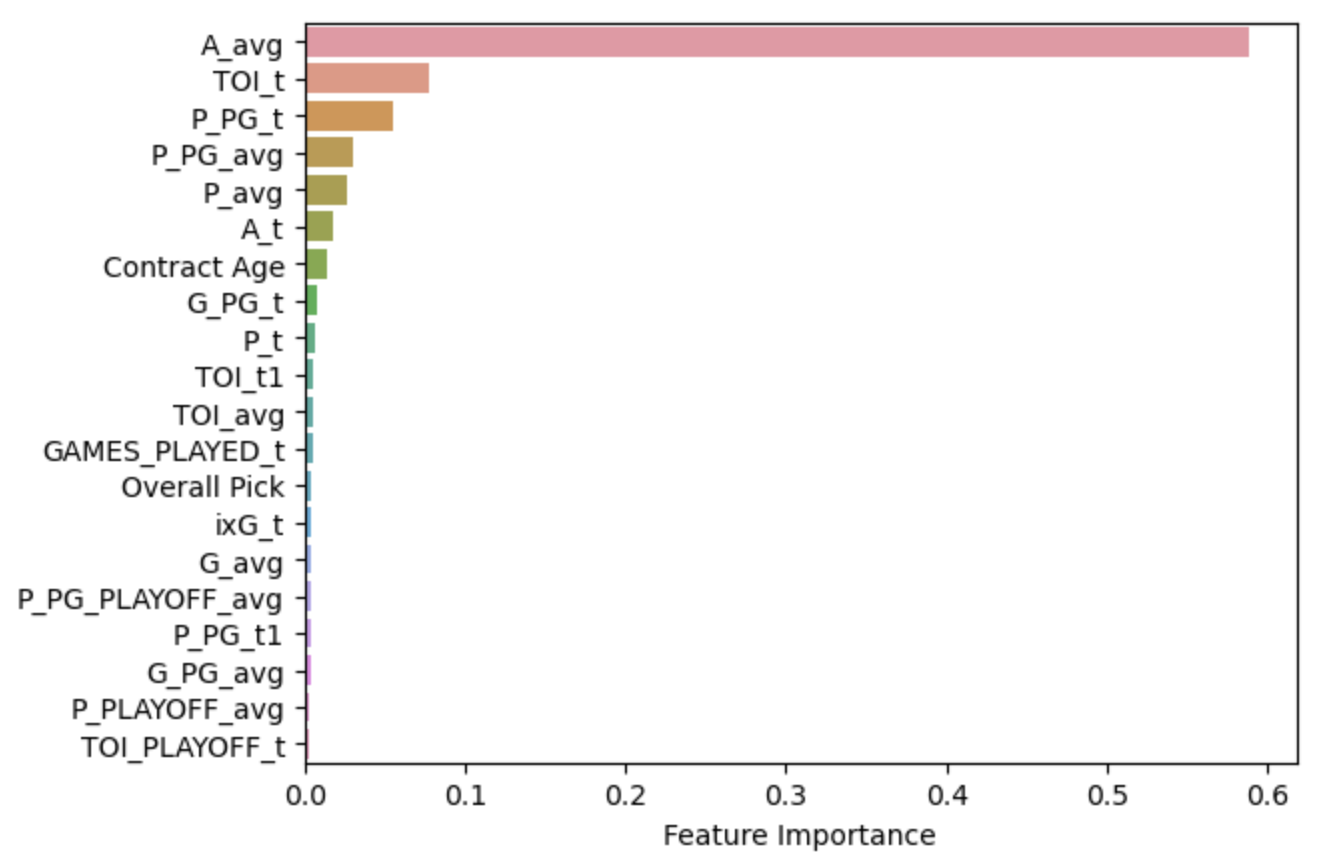 A_avg
TOI_t
P_PG_t
P_PG_avg
P_avg
A_t
Contract Age
G_PG_t
P_t
TOI_t1
TOI_avg
GAMES_PLAYED_t
Overall Pick
ixG_t
G_avg
P_PG_PLAYOFF_avg
P_PG_t1
G_PG_avg
P_PLAYOFF_avg
TOI_PLAYOFF_t
0.0 0.1 0.2 0.3 0.4 0.5 0.6
Feature Importance